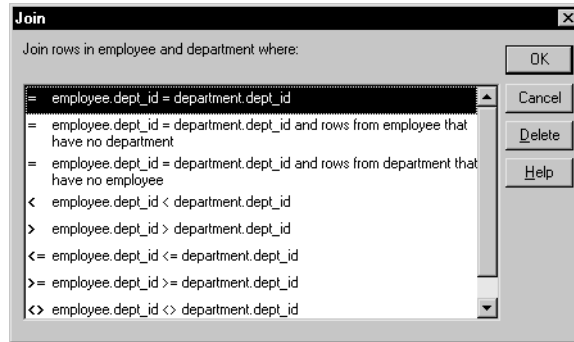 Join
Join rows in employee and department where:
= employee.dept_id = department.dept_id
= employee.dept_id = department.dept_id and rows from employee that
have no department
= employee.dept_id = department.dept_id and rows from department that
have no employee
< employee.dept_id < department.dept_id
> employee.dept_id > department.dept_id
<= employee.dept_id <= department.dept_id
>= employee.dept_id >= department.dept_id
<> employee.dept_id <> department.dept_id
OK
Cancel
Delete
Help